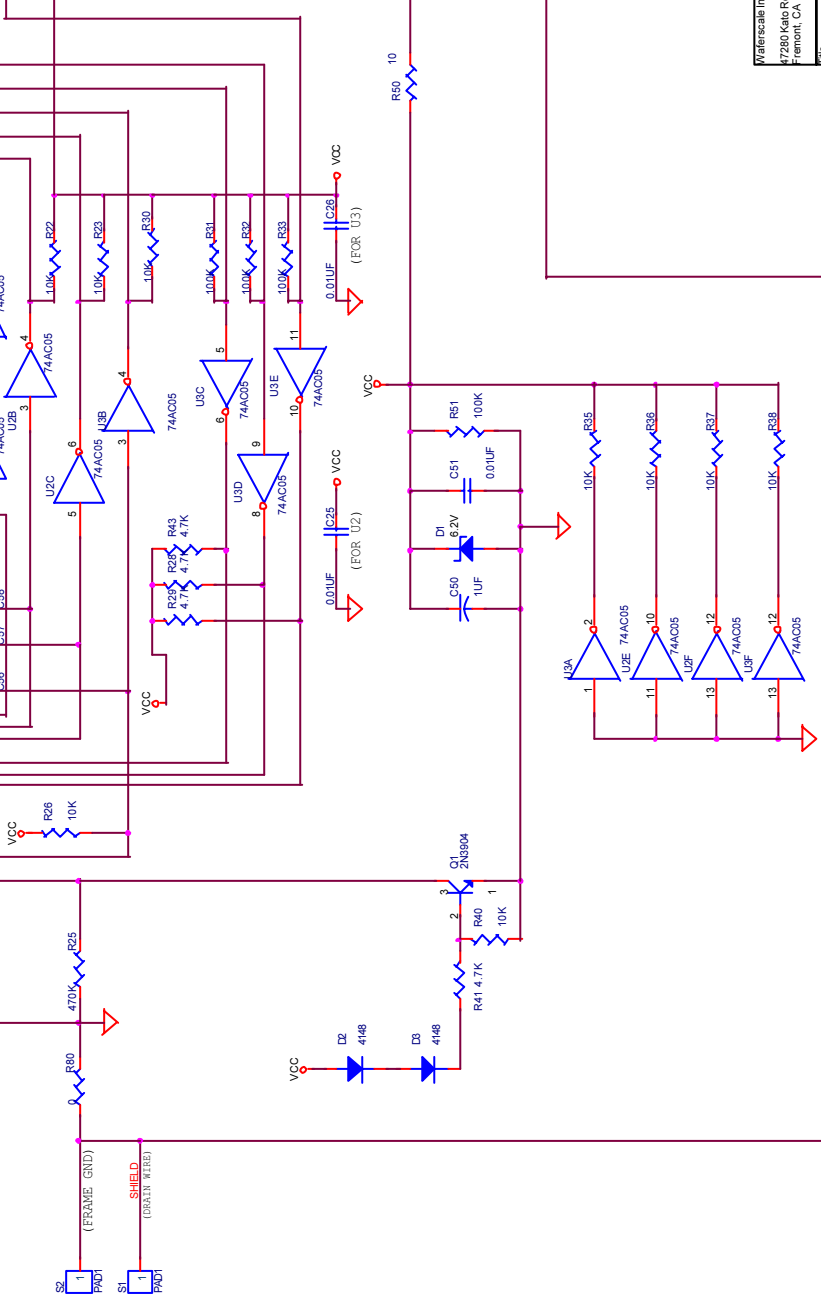 Waferscale In
47280 Kato R
Fremont, CA
10
R50
VCC
C26
0.01UF
(FOR U3)
R22
10K
R23
10K
R30
10K
R31
100K
R32
100K
R33
100K
74AC05
4
3
U2B
74AC05
6
5
U2C
74AC05
4
3
U3B
74AC05
5
6
U3C
74AC05
9
8
U3D
74AC05
11
10
U3E
74AC05
VCC
C25
0.01UF
(FOR U2)
R43
4.7K
R28
4.7K
R29
4.7K
VCC
VCC
R51
100K
C51
0.01UF
D1
6.2V
C50
1UF
R35
10K
R36
10K
R37
10K
R38
10K
U3A
1
2
74AC05
U2E
11
10
74AC05
U2F
13
12
74AC05
U3F
13
12
74AC05
VCC
R26
10K
Q1
2N3904
3
2
1
R40
10K
R41 4.7K
R25
470K
R80
0
VCC
D2
4148
D3
4148
(FRAME GND)
SHIELD
(DRAIN WIRE)
S2
1
PAD1
S1
1
PAD1